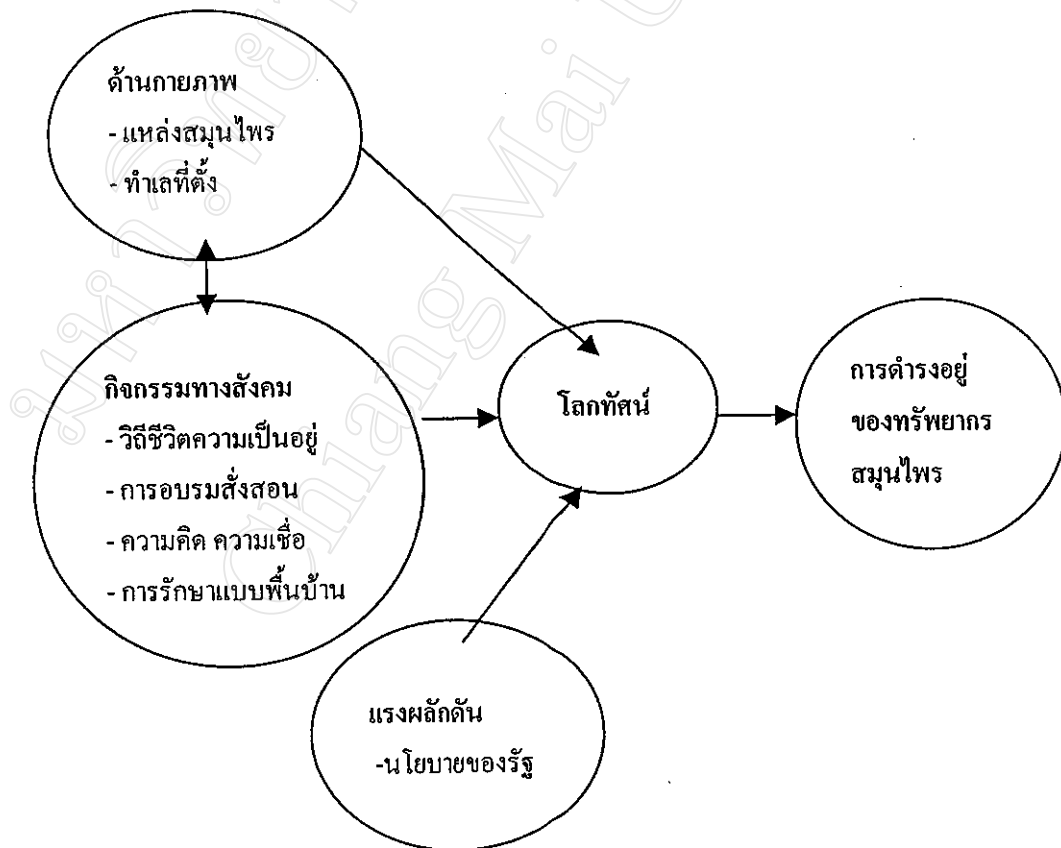 ด้านกายภาพ
- แหล่งสมุนไพร
- ทำเลที่ตั้ง
กิจกรรมทางสังคม
- วิถีชีวิตความเป็นอยู่
- การอบรมสั่งสอน
- ความคิด ความเชื่อ
- การรักษาแบบพื้นบ้าน
โลกทัศน์
การดำรงอยู่
ของทรัพยากร
สมุนไพร
แรงผลักดัน
-นโยบายของรัฐ
Chiang Mai